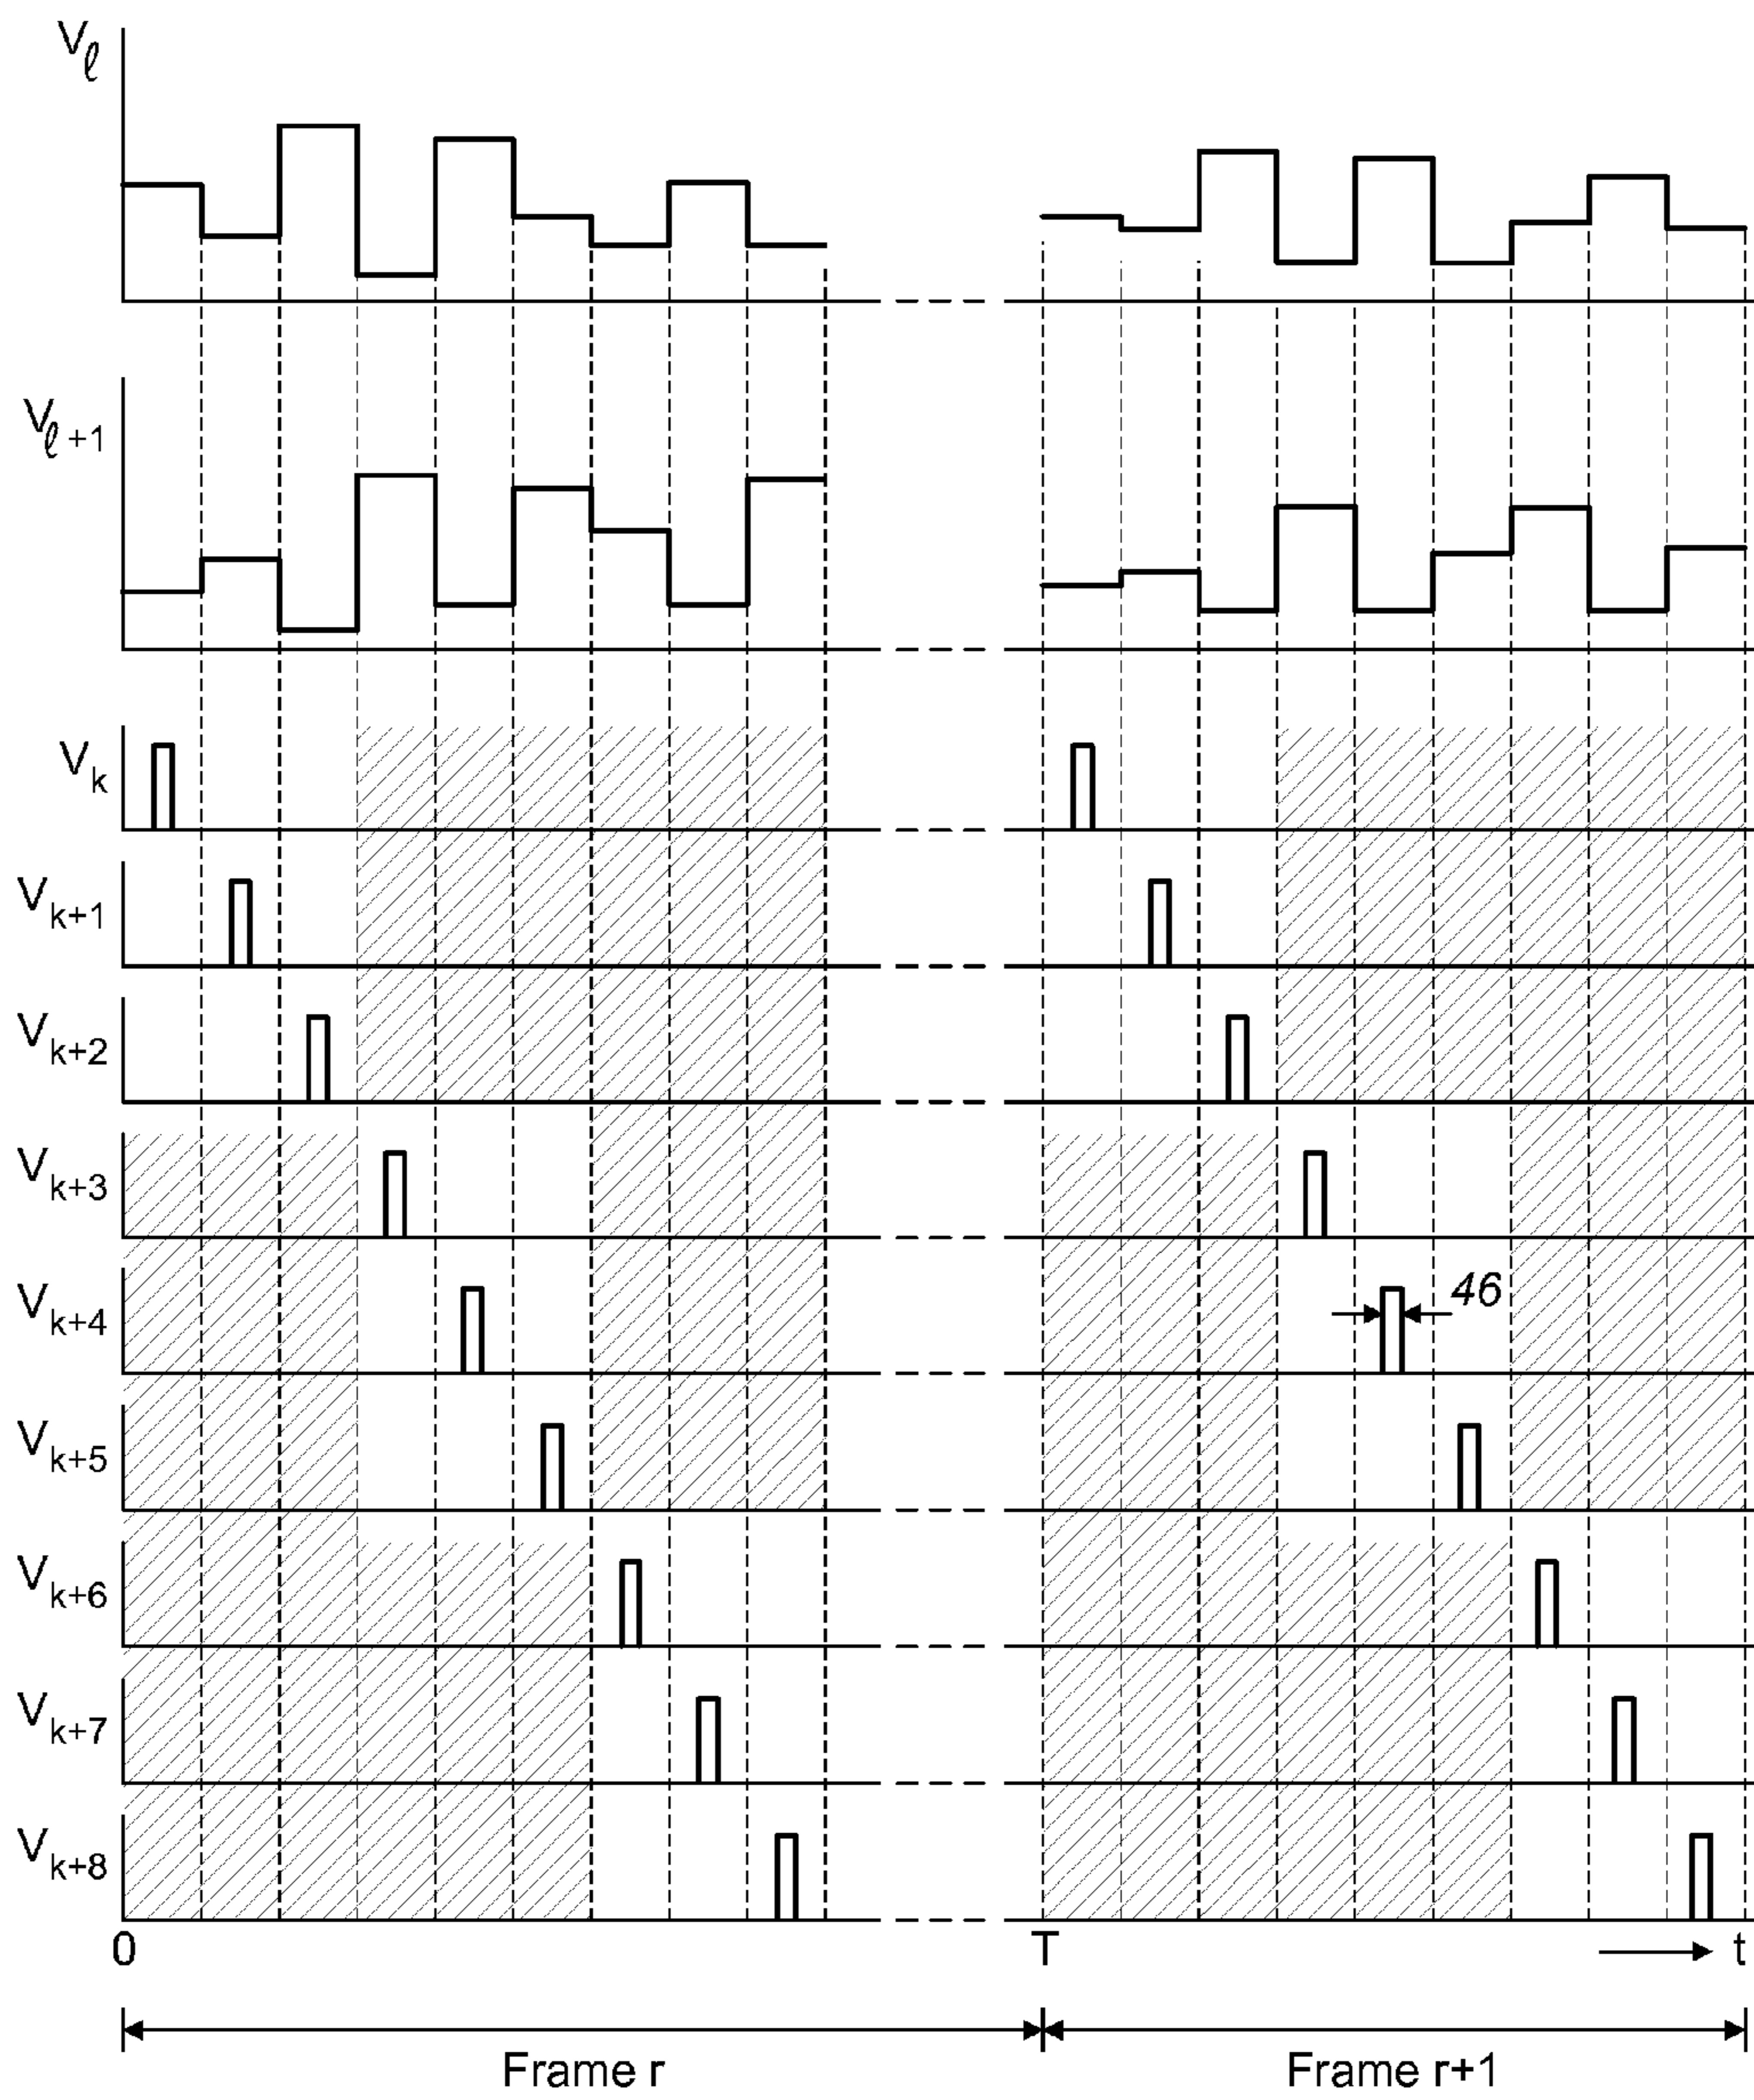 Vℓ
Vℓ+1
Vk
Vk+1
Vk+2
Vk+3
Vk+4
46
Vk+5
Vk+6
Vk+7
Vk+8
0 T t
Frame r Frame r+1